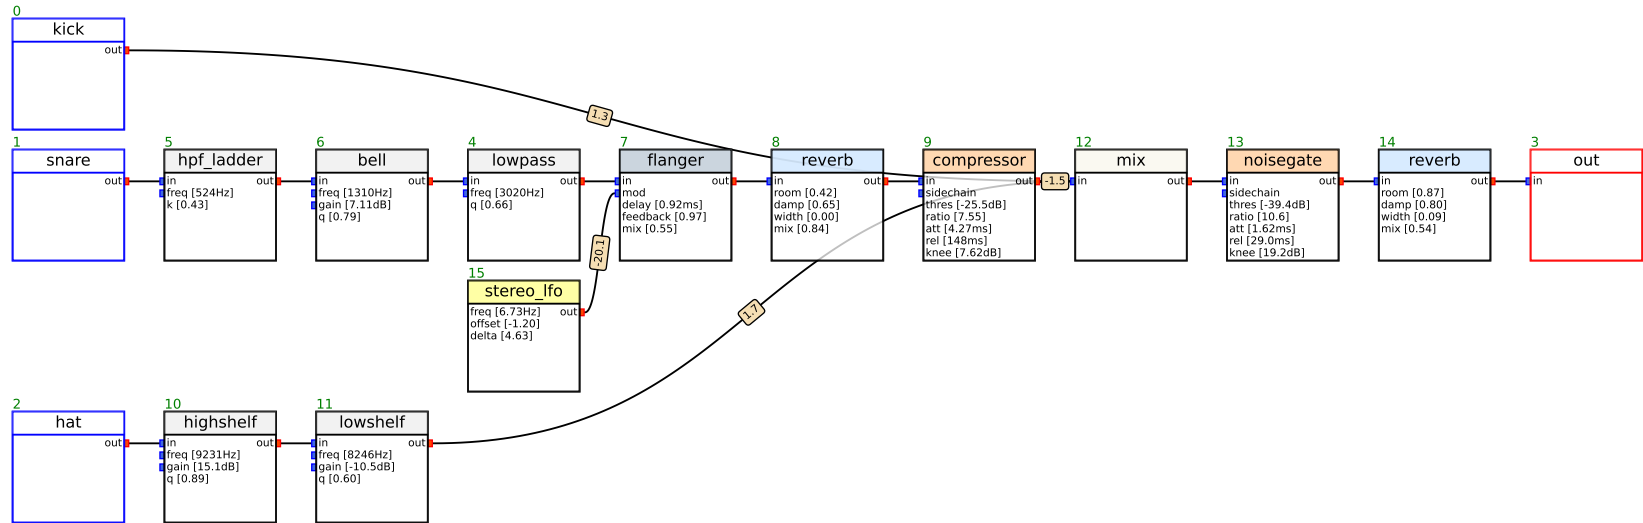 0
kick
out
1.3
1
snare
out
5
hpf_ladder
in out
freq [524Hz]
k [0.43]
6
bell
in out
freq [1310Hz]
gain [7.11dB]
q [0.79]
4
lowpass
in out
freq [3020Hz]
q [0.66]
7
flanger
in out
mod
delay [0.92ms]
feedback [0.97]
mix [0.55]
8
reverb
in out
room [0.42]
damp [0.65]
width [0.00]
mix [0.84]
9
compressor
in out
sidechain
thres [-25.5dB]
ratio [7.55]
att [4.27ms]
rel [148ms]
knee [7.62dB]
-1.5
12
mix
in out
13
noisegate
in out
sidechain
thres [-39.4dB]
ratio [10.6]
att [1.62ms]
rel [29.0ms]
knee [19.2dB]
14
reverb
in out
room [0.87]
damp [0.80]
width [0.09]
mix [0.54]
3
out
in
-20.1
15
stereo_lfo
freq [6.73Hz] out
offset [-1.20]
delta [4.63]
1.7
2
hat
out
10
highshelf
in out
freq [9231Hz]
gain [15.1dB]
q [0.89]
11
lowshelf
in out
freq [8246Hz]
gain [-10.5dB]
q [0.60]